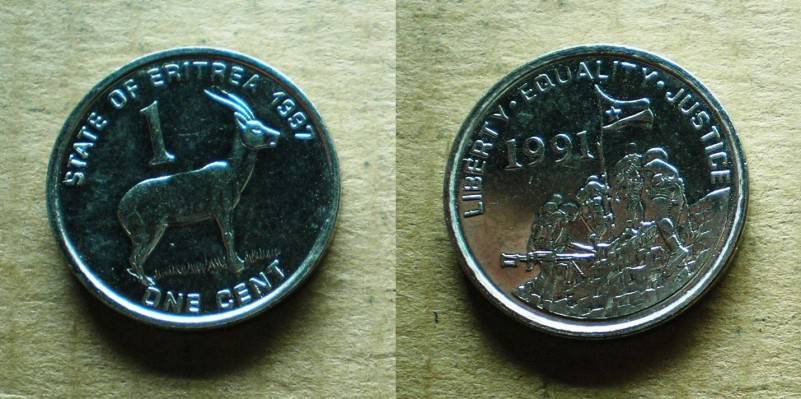 STATE OF ERITREA 1997
1
ONE CENT
LIBERTY · EQUALITY · JUSTICE
1991